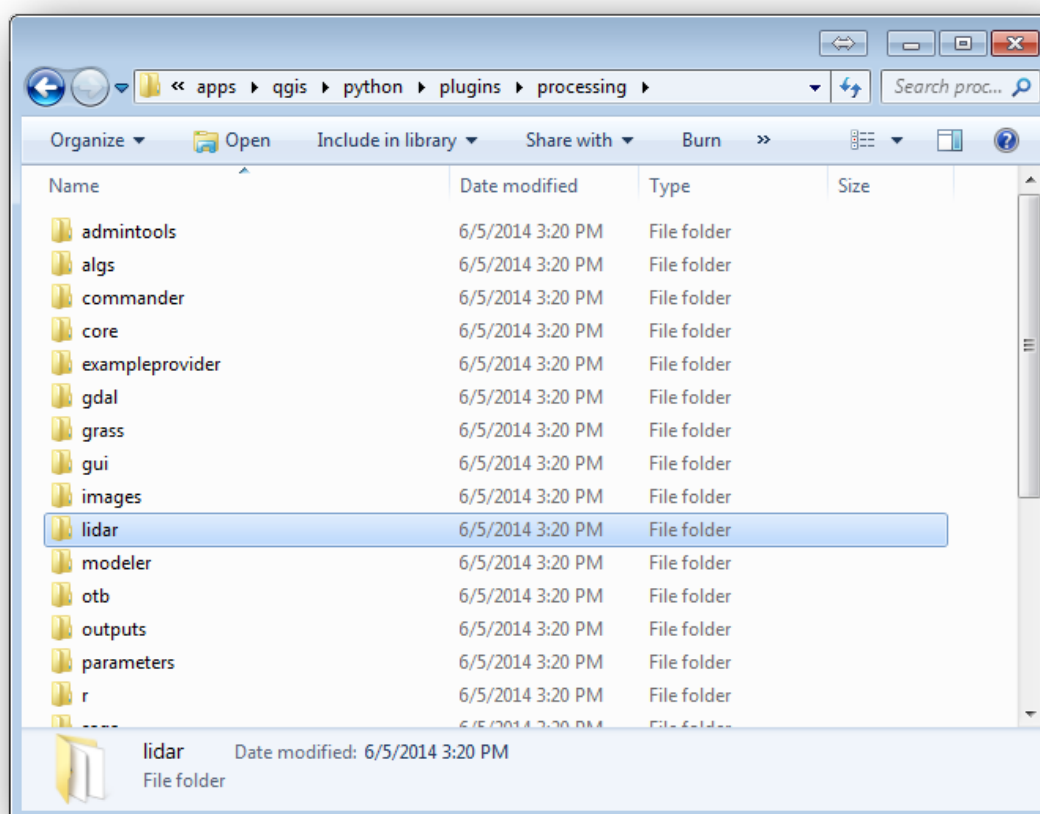 « apps ▸ qgis ▸ python ▸ plugins ▸ processing ▸ Search proc...
Organize Open Include in library Share with Burn »
Name Date modified Type Size
admintools 6/5/2014 3:20 PM File folder
algs 6/5/2014 3:20 PM File folder
commander 6/5/2014 3:20 PM File folder
core 6/5/2014 3:20 PM File folder
exampleprovider 6/5/2014 3:20 PM File folder
gdal 6/5/2014 3:20 PM File folder
grass 6/5/2014 3:20 PM File folder
gui 6/5/2014 3:20 PM File folder
images 6/5/2014 3:20 PM File folder
lidar 6/5/2014 3:20 PM File folder
modeler 6/5/2014 3:20 PM File folder
otb 6/5/2014 3:20 PM File folder
outputs 6/5/2014 3:20 PM File folder
parameters 6/5/2014 3:20 PM File folder
r 6/5/2014 3:20 PM File folder
lidar Date modified: 6/5/2014 3:20 PM
File folder